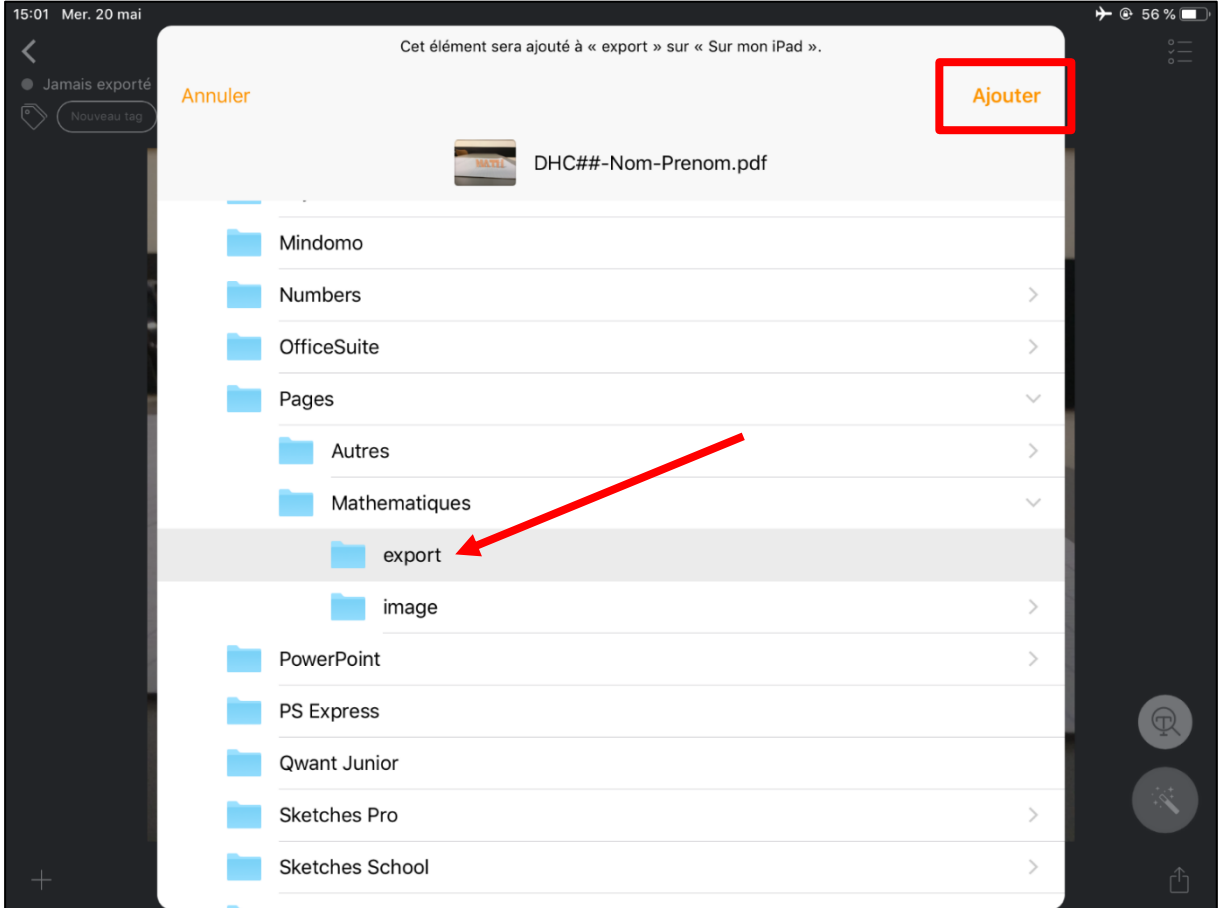 15:01 Mer. 20 mai
56 %
Cet élément sera ajouté à « export » sur « Sur mon iPad ».
Jamais exporté
Annuler
Ajouter
Nouveau tag
MATH
DHC##-Nom-Prenom.pdf
Mindomo
Numbers
OfficeSuite
Pages
Autres
Mathematiques
export
image
PowerPoint
PS Express
Qwant Junior
Sketches Pro
Sketches School